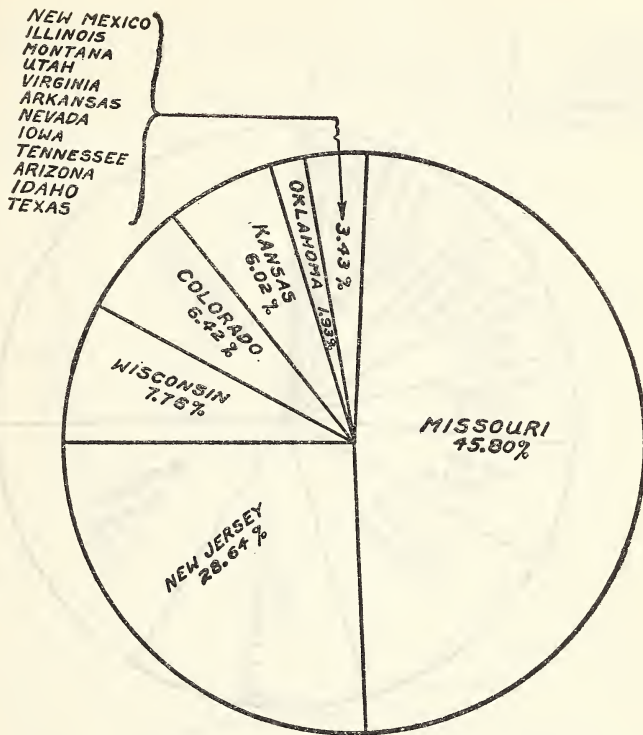 NEW MEXICO
ILLINOIS
MONTANA
UTAH
VIRGINIA
ARKANSAS
NEVADA
IOWA
TENNESSEE
ARIZONA
IDAHO
TEXAS
3.43%
OKLAHOMA 1.93%
KANSAS
6.02%
COLORADO
6.42%
WISCONSIN
7.76%
NEW JERSEY
28.64%
MISSOURI
45.80%